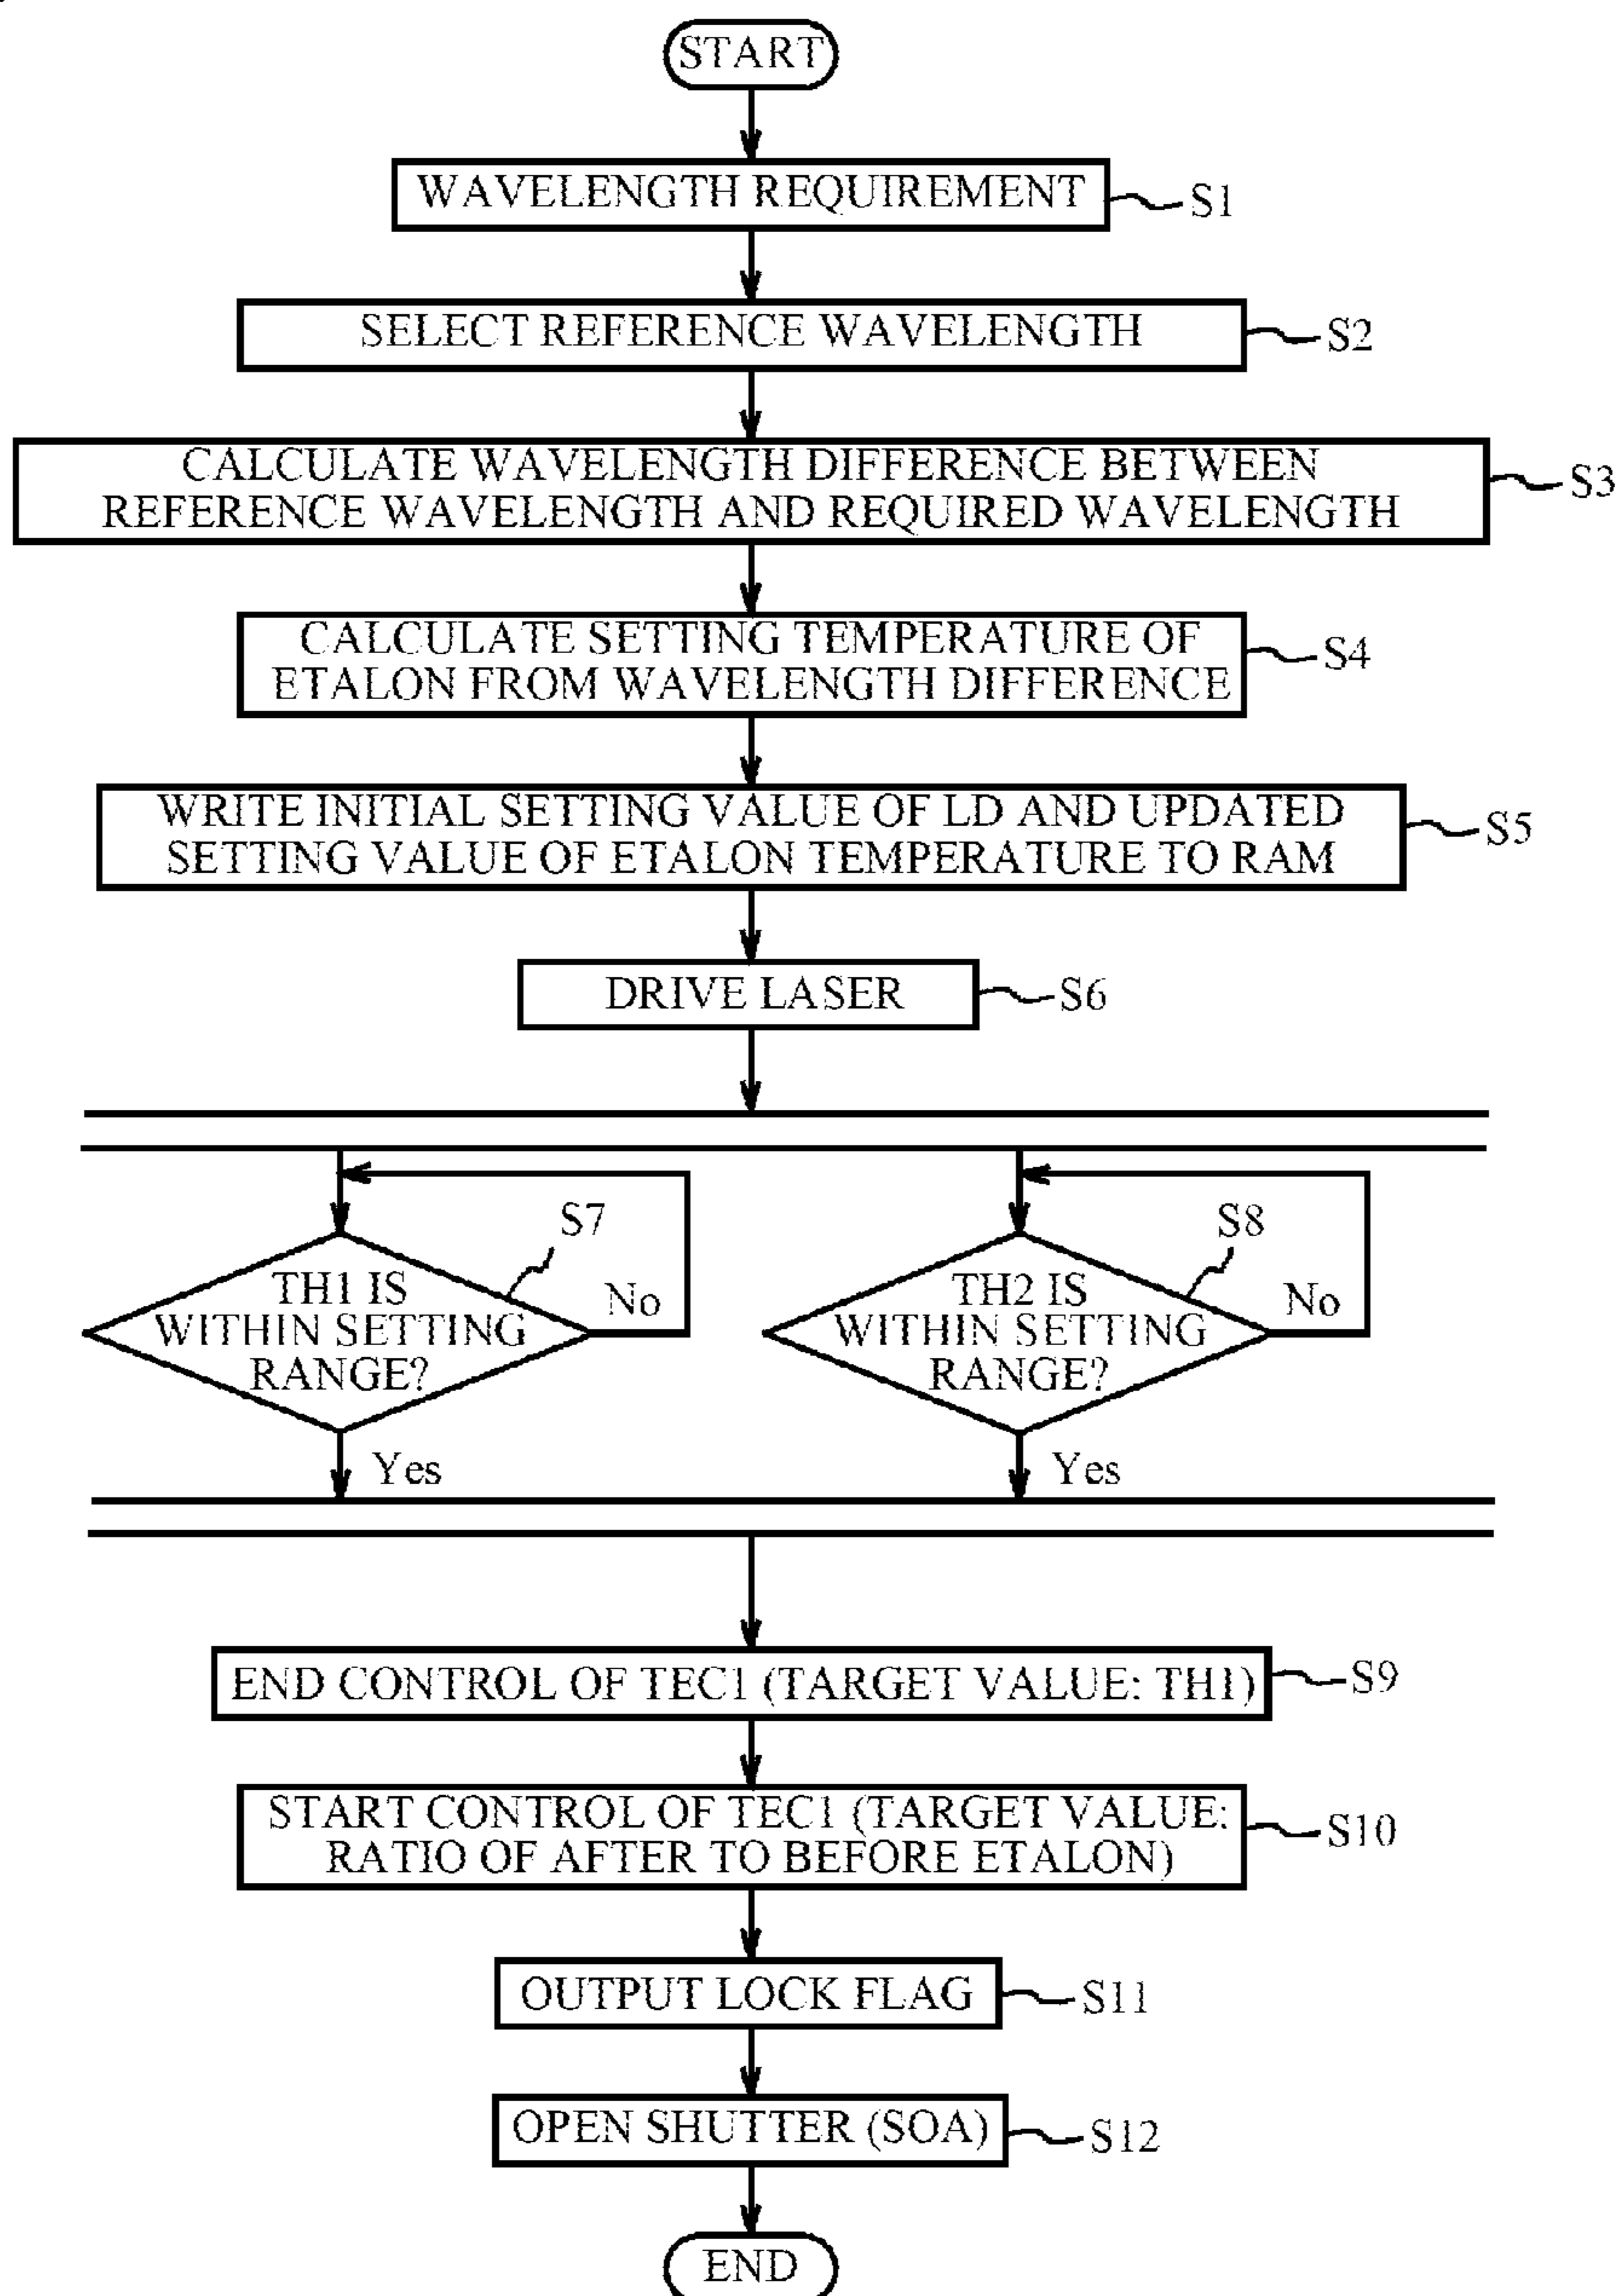 START
WAVELENGTH REQUIREMENT
S1
SELECT REFERENCE WAVELENGTH
S2
CALCULATE WAVELENGTH DIFFERENCE BETWEEN
REFERENCE WAVELENGTH AND REQUIRED WAVELENGTH
S3
CALCULATE SETTING TEMPERATURE OF
ETALON FROM WAVELENGTH DIFFERENCE
S4
WRITE INITIAL SETTING VALUE OF LD AND UPDATED
SETTING VALUE OF ETALON TEMPERATURE TO RAM
S5
DRIVE LASER
S6
S7
TH1 IS
WITHIN SETTING
RANGE?
No
Yes
S8
TH2 IS
WITHIN SETTING
RANGE?
No
Yes
END CONTROL OF TEC1 (TARGET VALUE: TH1)
S9
START CONTROL OF TEC1 (TARGET VALUE:
RATIO OF AFTER TO BEFORE ETALON)
S10
OUTPUT LOCK FLAG
S11
OPEN SHUTTER (SOA)
S12
END